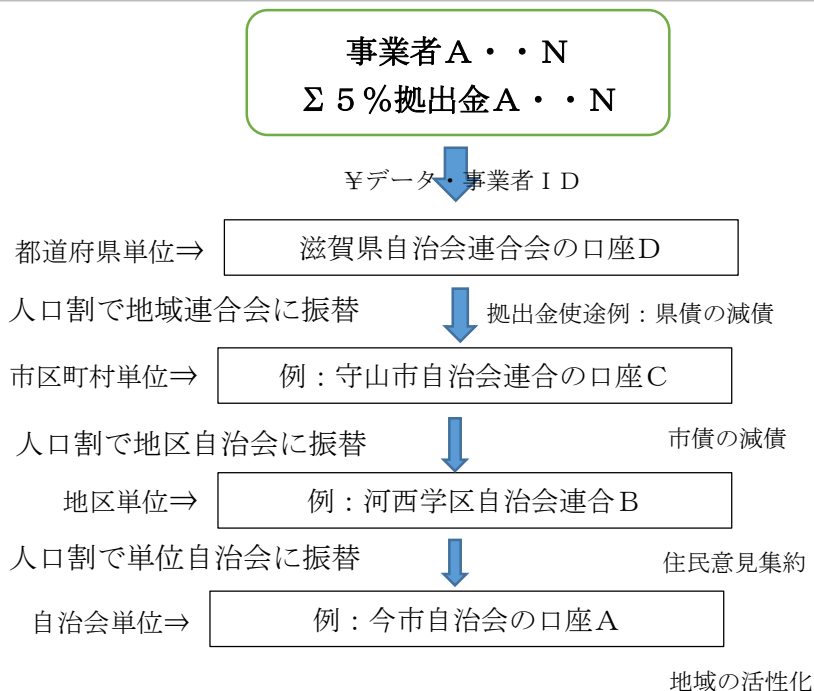 事業者A・・N
Σ5%拠出金A・・N
¥データ・事業者ID
都道府県単位⇒
滋賀県自治会連合会の口座D
人口割で地域連合会に振替
拠出金使途例：県債の減債
市区町村単位⇒
例：守山市自治会連合の口座C
人口割で地区自治会に振替
市債の減債
地区単位⇒
例：河西学区自治会連合B
人口割で単位自治会に振替
住民意見集約
自治会単位⇒
例：今市自治会の口座A
地域の活性化